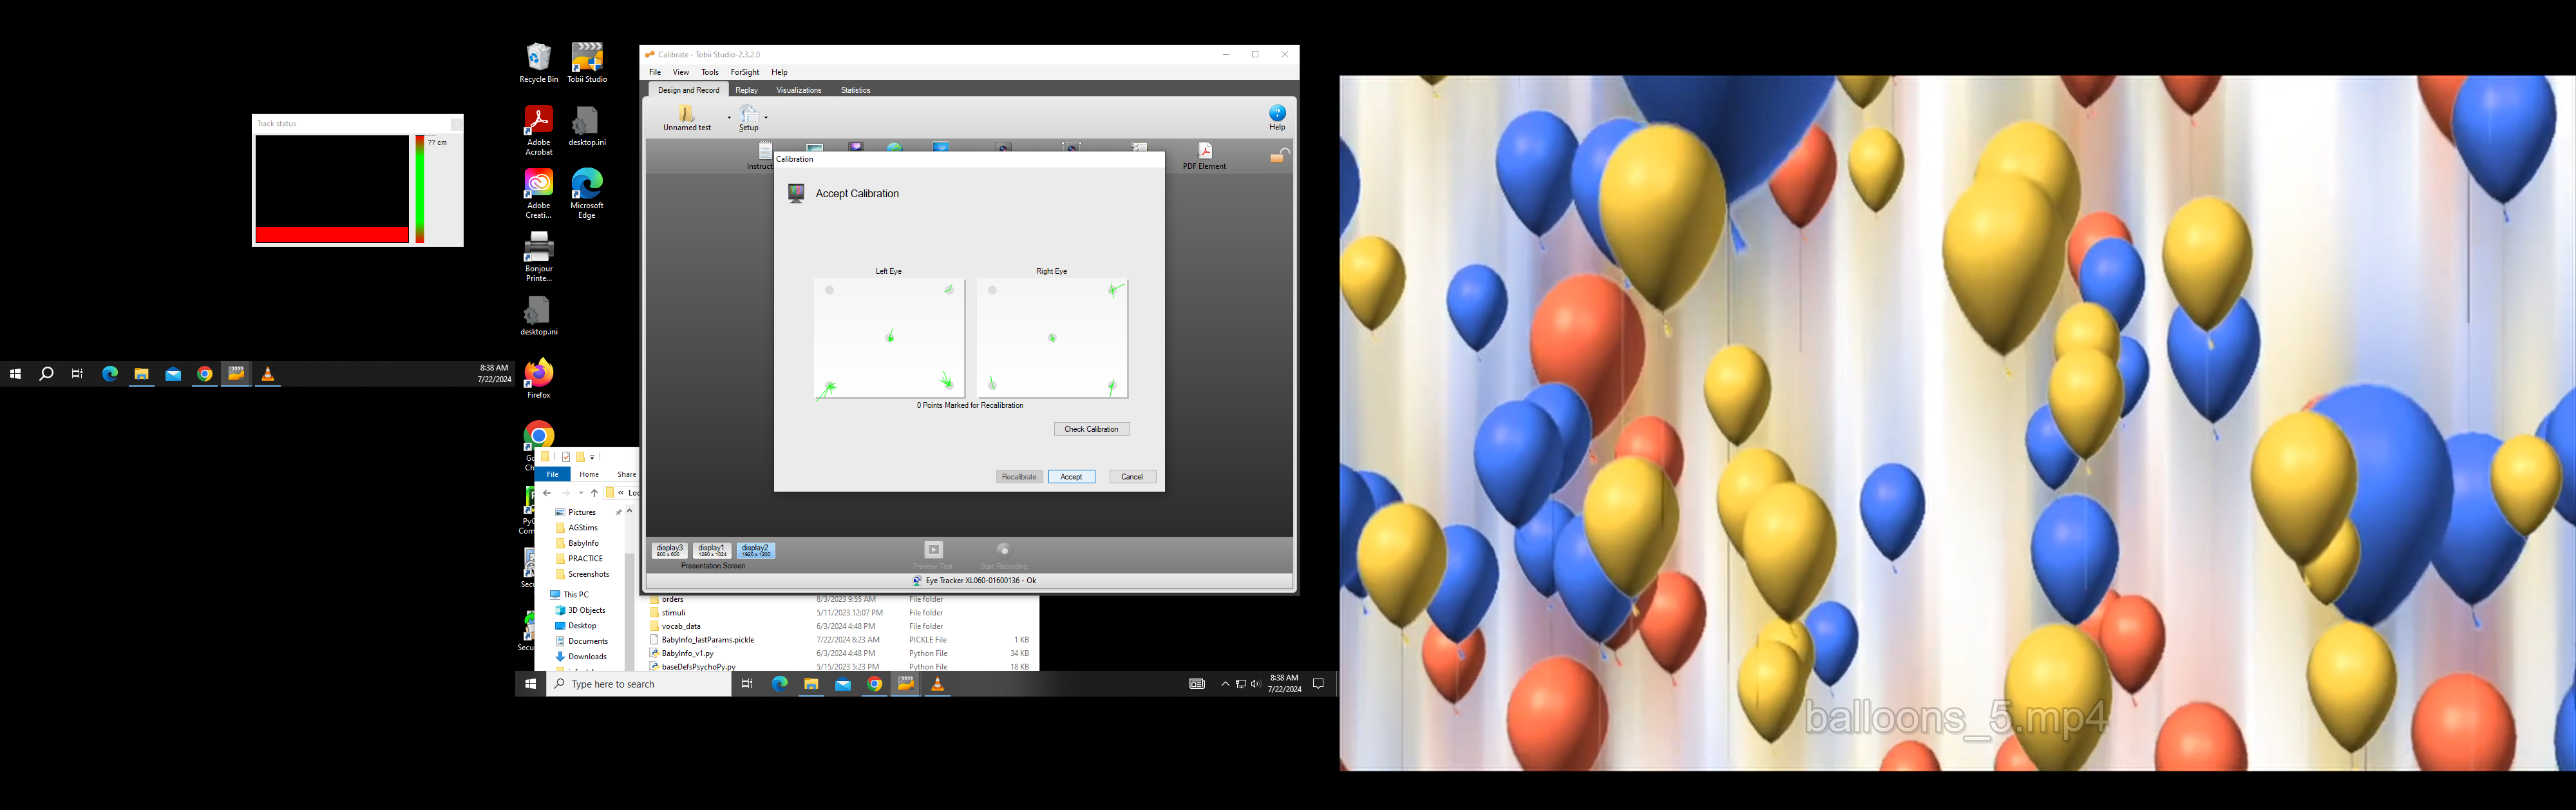 Track status
?? cm
8:38 AM
7/22/2024
Recycle Bin
Tobii Studio
Adobe
Acrobat
desktop.ini
Adobe
Creati...
Microsoft
Edge
Bonjour
Printe...
desktop.ini
Firefox
Calibrate - Tobii Studio-2.3.2.0
File View Tools ForSight Help
Design and Record Replay Visualizations Statistics
Unnamed test
Setup
Help
Instruct
PDF Element
Calibration
Accept Calibration
Left Eye
Right Eye
0 Points Marked for Recalibration
Check Calibration
Recalibrate Accept Cancel
display3
800 x 600
display1
1280 x 1024
display2
1920 x 1200
Presentation Screen
Preview Test
Start Recording
Eye Tracker XL060-01600136 - Ok
File Home Share
Pictures
AGStims
BabyInfo
PRACTICE
Screenshots
This PC
3D Objects
Desktop
Documents
Downloads
orders 8/3/2023 9:55 AM File folder
stimuli 5/11/2023 12:07 PM File folder
vocab_data 6/3/2024 4:48 PM File folder
BabyInfo_lastParams.pickle 7/22/2024 8:23 AM PICKLE File 1 KB
BabyInfo_v1.py 6/3/2024 4:48 PM Python File 34 KB
baseDefsPsychoPy.py 5/15/2023 5:23 PM Python File 18 KB
Type here to search
8:38 AM
7/22/2024
balloons_5.mp4